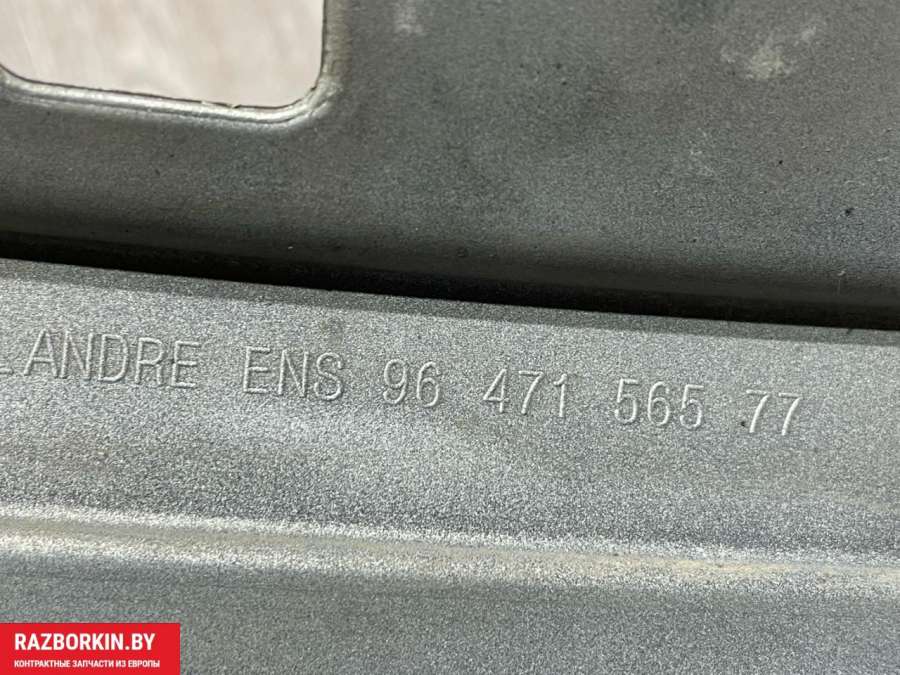 LANDRE ENS 96 471 565 77
RAZBORKIN.BY
КОНТРАКТНЫЕ ЗАПЧАСТИ ИЗ ЕВРОПЫ